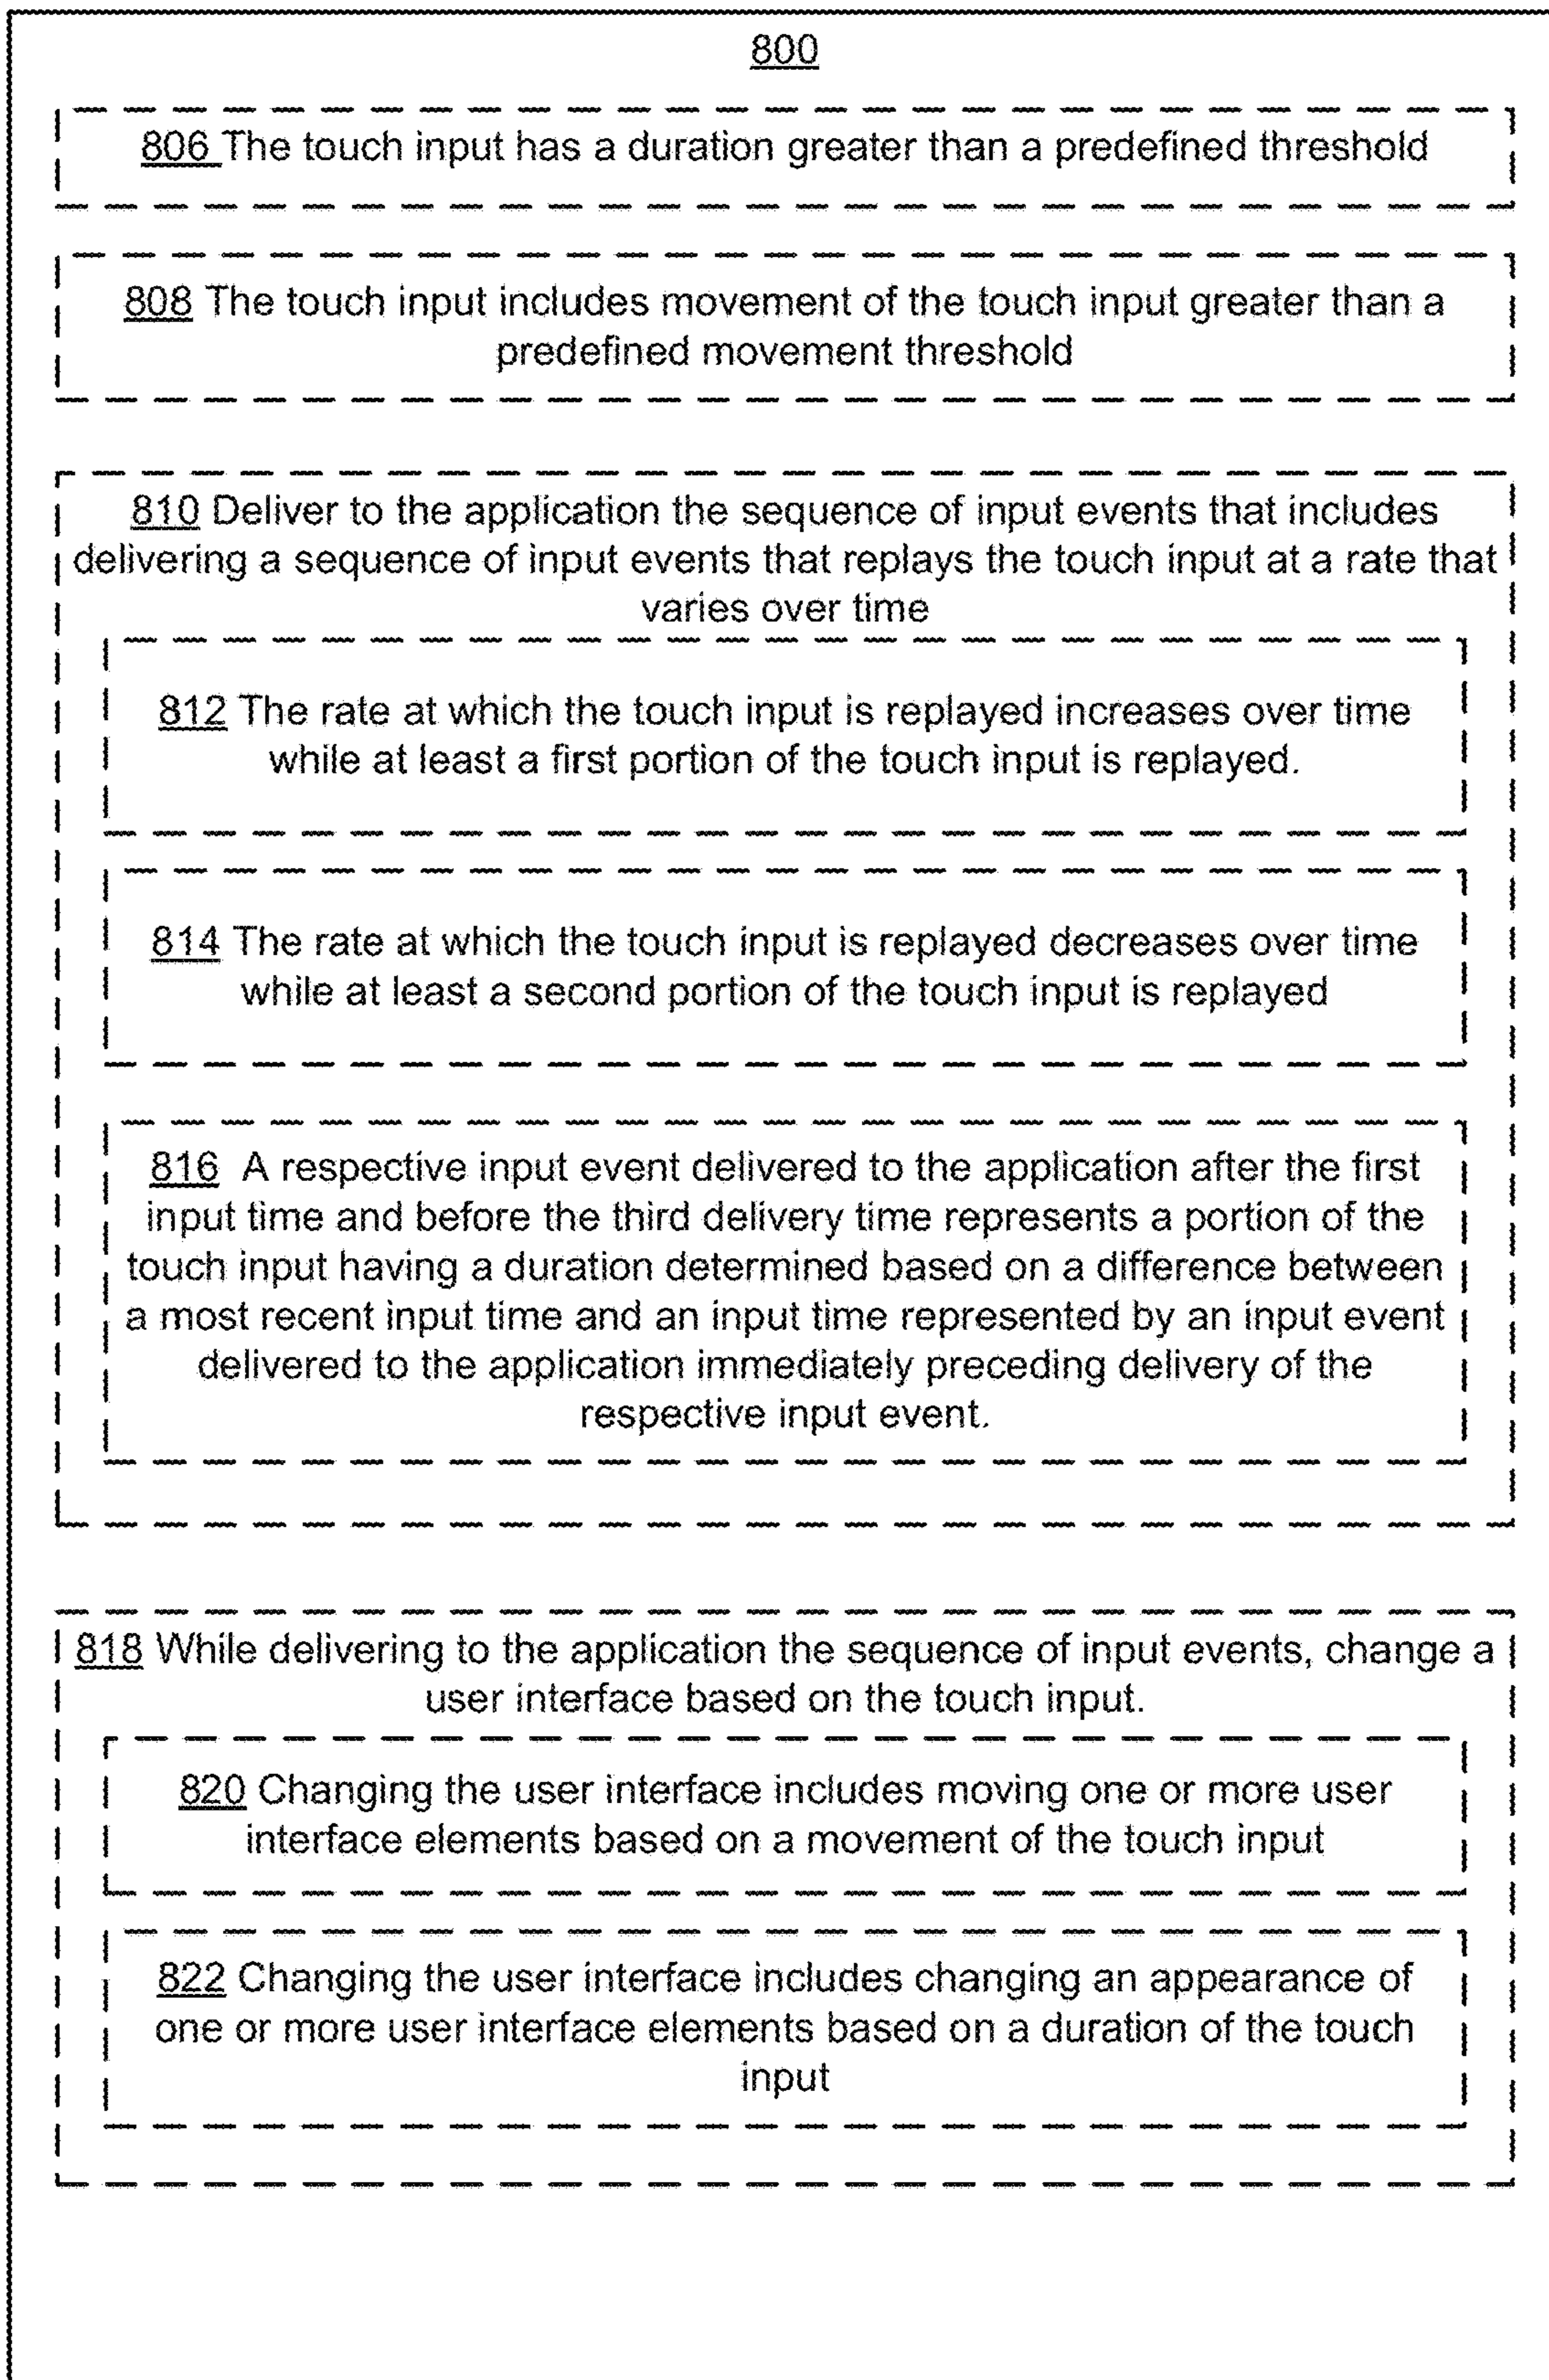 800
806 The touch input has a duration greater than a predefined threshold
808 The touch input includes movement of the touch input greater than a
predefined movement threshold
810 Deliver to the application the sequence of input events that includes
delivering a sequence of input events that replays the touch input at a rate that
varies over time
812 The rate at which the touch input is replayed increases over time
while at least a first portion of the touch input is replayed.
814 The rate at which the touch input is replayed decreases over time
while at least a second portion of the touch input is replayed
816 A respective input event delivered to the application after the first
input time and before the third delivery time represents a portion of the
touch input having a duration determined based on a difference between
a most recent input time and an input time represented by an input event
delivered to the application immediately preceding delivery of the
respective input event.
818 While delivering to the application the sequence of input events, change a
user interface based on the touch input.
820 Changing the user interface includes moving one or more user
interface elements based on a movement of the touch input
822 Changing the user interface includes changing an appearance of
one or more user interface elements based on a duration of the touch
input